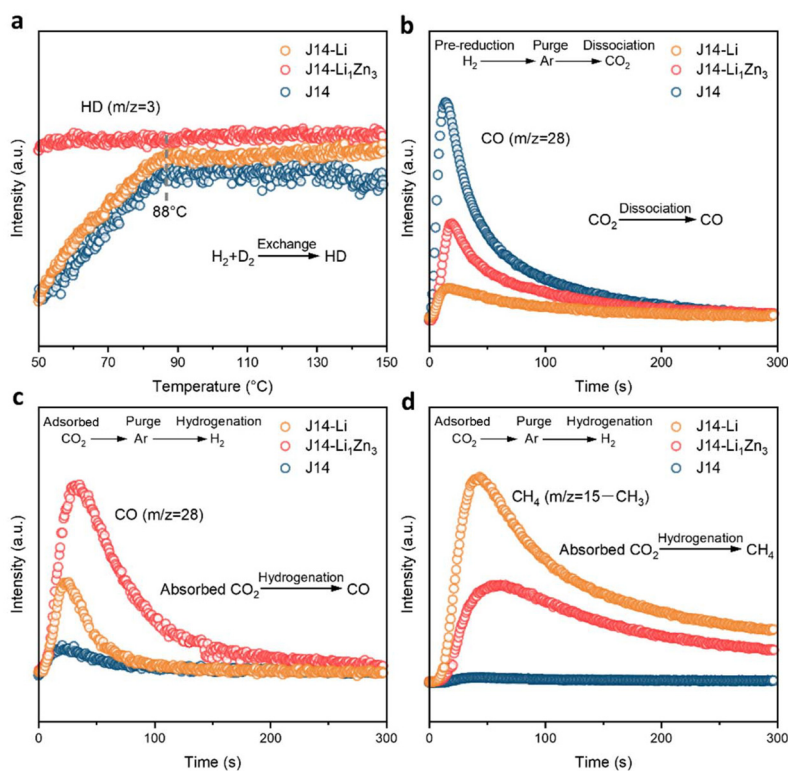 a
J14-Li
J14-Li₁Zn₃
J14
HD (m/z=3)
88°C
H₂+D₂ Exchange HD
Intensity (a.u.)
50 70 90 110 130 150
Temperature (°C)
b
Pre-reduction Purge Dissociation
H₂ Ar CO₂
J14-Li
J14-Li₁Zn₃
J14
CO (m/z=28)
CO₂ Dissociation CO
Intensity (a.u.)
0 100 200 300
Time (s)
c
Adsorbed Purge Hydrogenation
CO₂ Ar H₂
J14-Li
J14-Li₁Zn₃
J14
CO (m/z=28)
Absorbed CO₂ Hydrogenation CO
Intensity (a.u.)
0 100 200 300
Time (s)
d
Adsorbed Purge Hydrogenation
CO₂ Ar H₂
J14-Li
J14-Li₁Zn₃
J14
CH₄ (m/z=15—CH₃)
Absorbed CO₂ Hydrogenation CH₄
Intensity (a.u.)
0 100 200 300
Time (s)